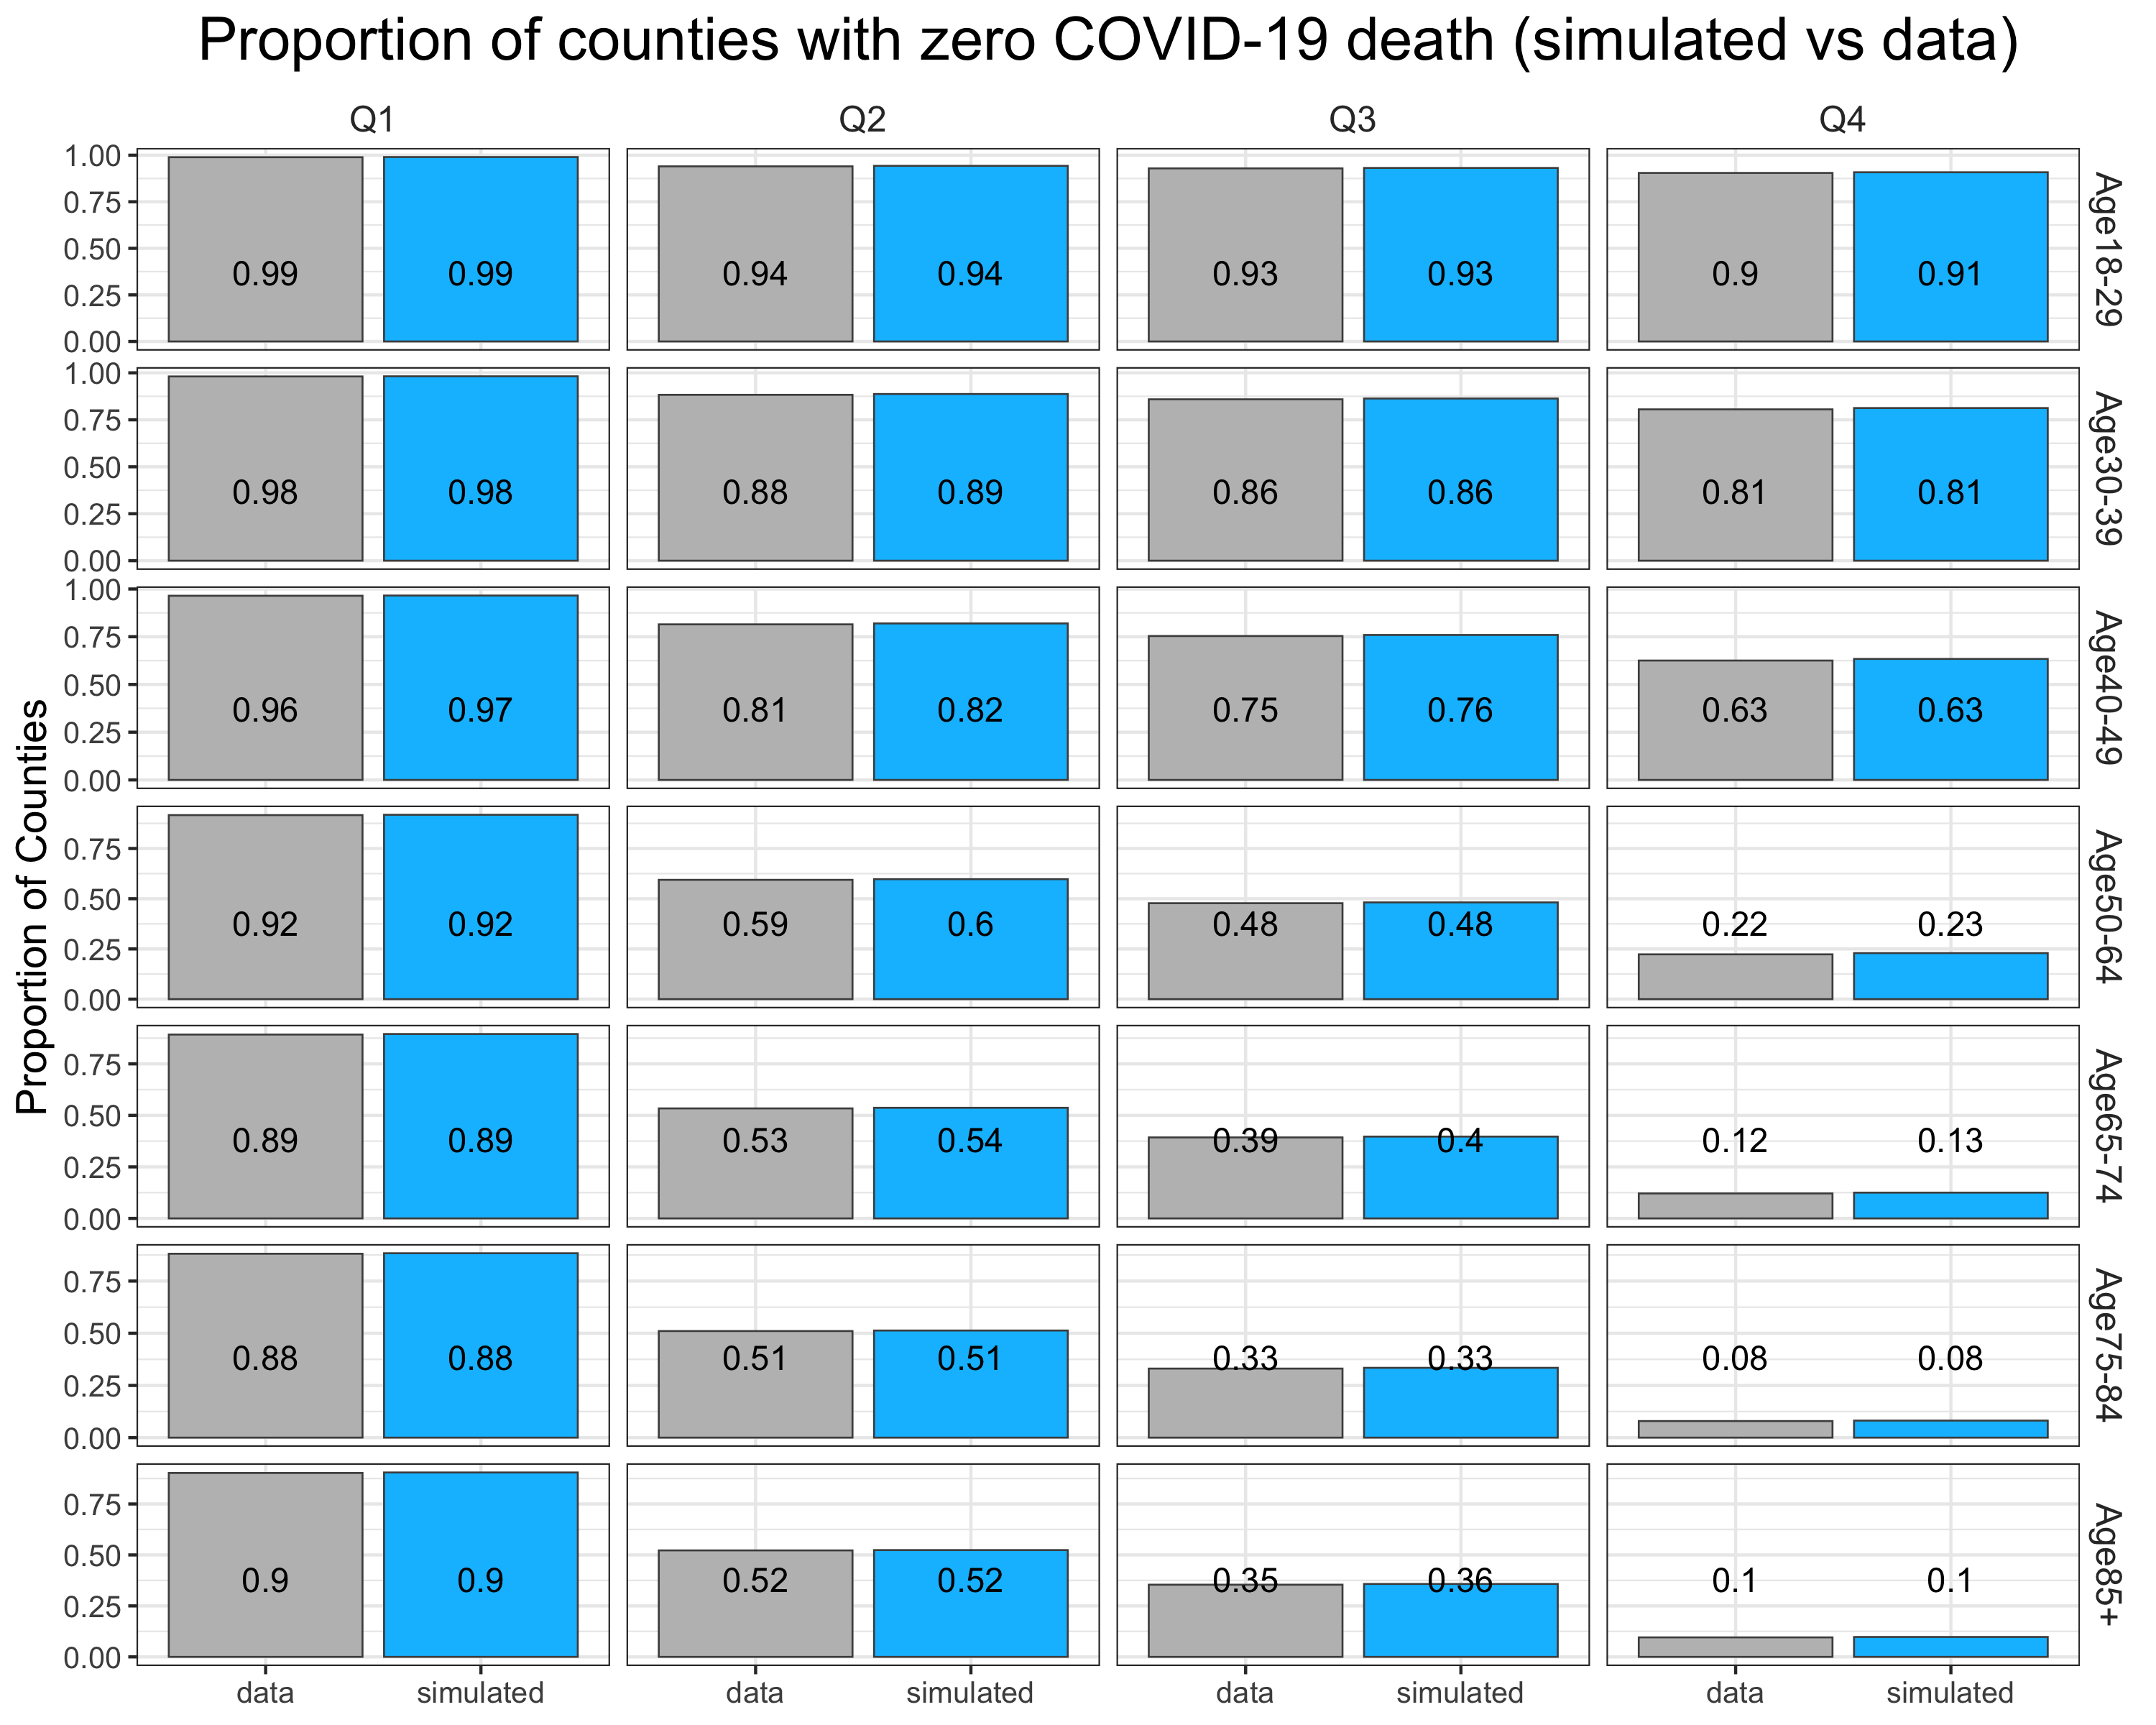 Proportion of counties with zero COVID-19 death (simulated vs data)
Q1 Q2 Q3 Q4
Proportion of Counties
1.00
0.75
0.50
0.25
0.00
0.99 0.99 0.94 0.94 0.93 0.93 0.9 0.91
Age18-29
1.00
0.75
0.50
0.25
0.00
0.98 0.98 0.88 0.89 0.86 0.86 0.81 0.81
Age30-39
1.00
0.75
0.50
0.25
0.00
0.96 0.97 0.81 0.82 0.75 0.76 0.63 0.63
Age40-49
0.75
0.50
0.25
0.00
0.92 0.92 0.59 0.6 0.48 0.48 0.22 0.23
Age50-64
0.75
0.50
0.25
0.00
0.89 0.89 0.53 0.54 0.39 0.4 0.12 0.13
Age65-74
0.75
0.50
0.25
0.00
0.88 0.88 0.51 0.51 0.33 0.33 0.08 0.08
Age75-84
0.75
0.50
0.25
0.00
0.9 0.9 0.52 0.52 0.35 0.36 0.1 0.1
Age85+
data simulated data simulated data simulated data simulated